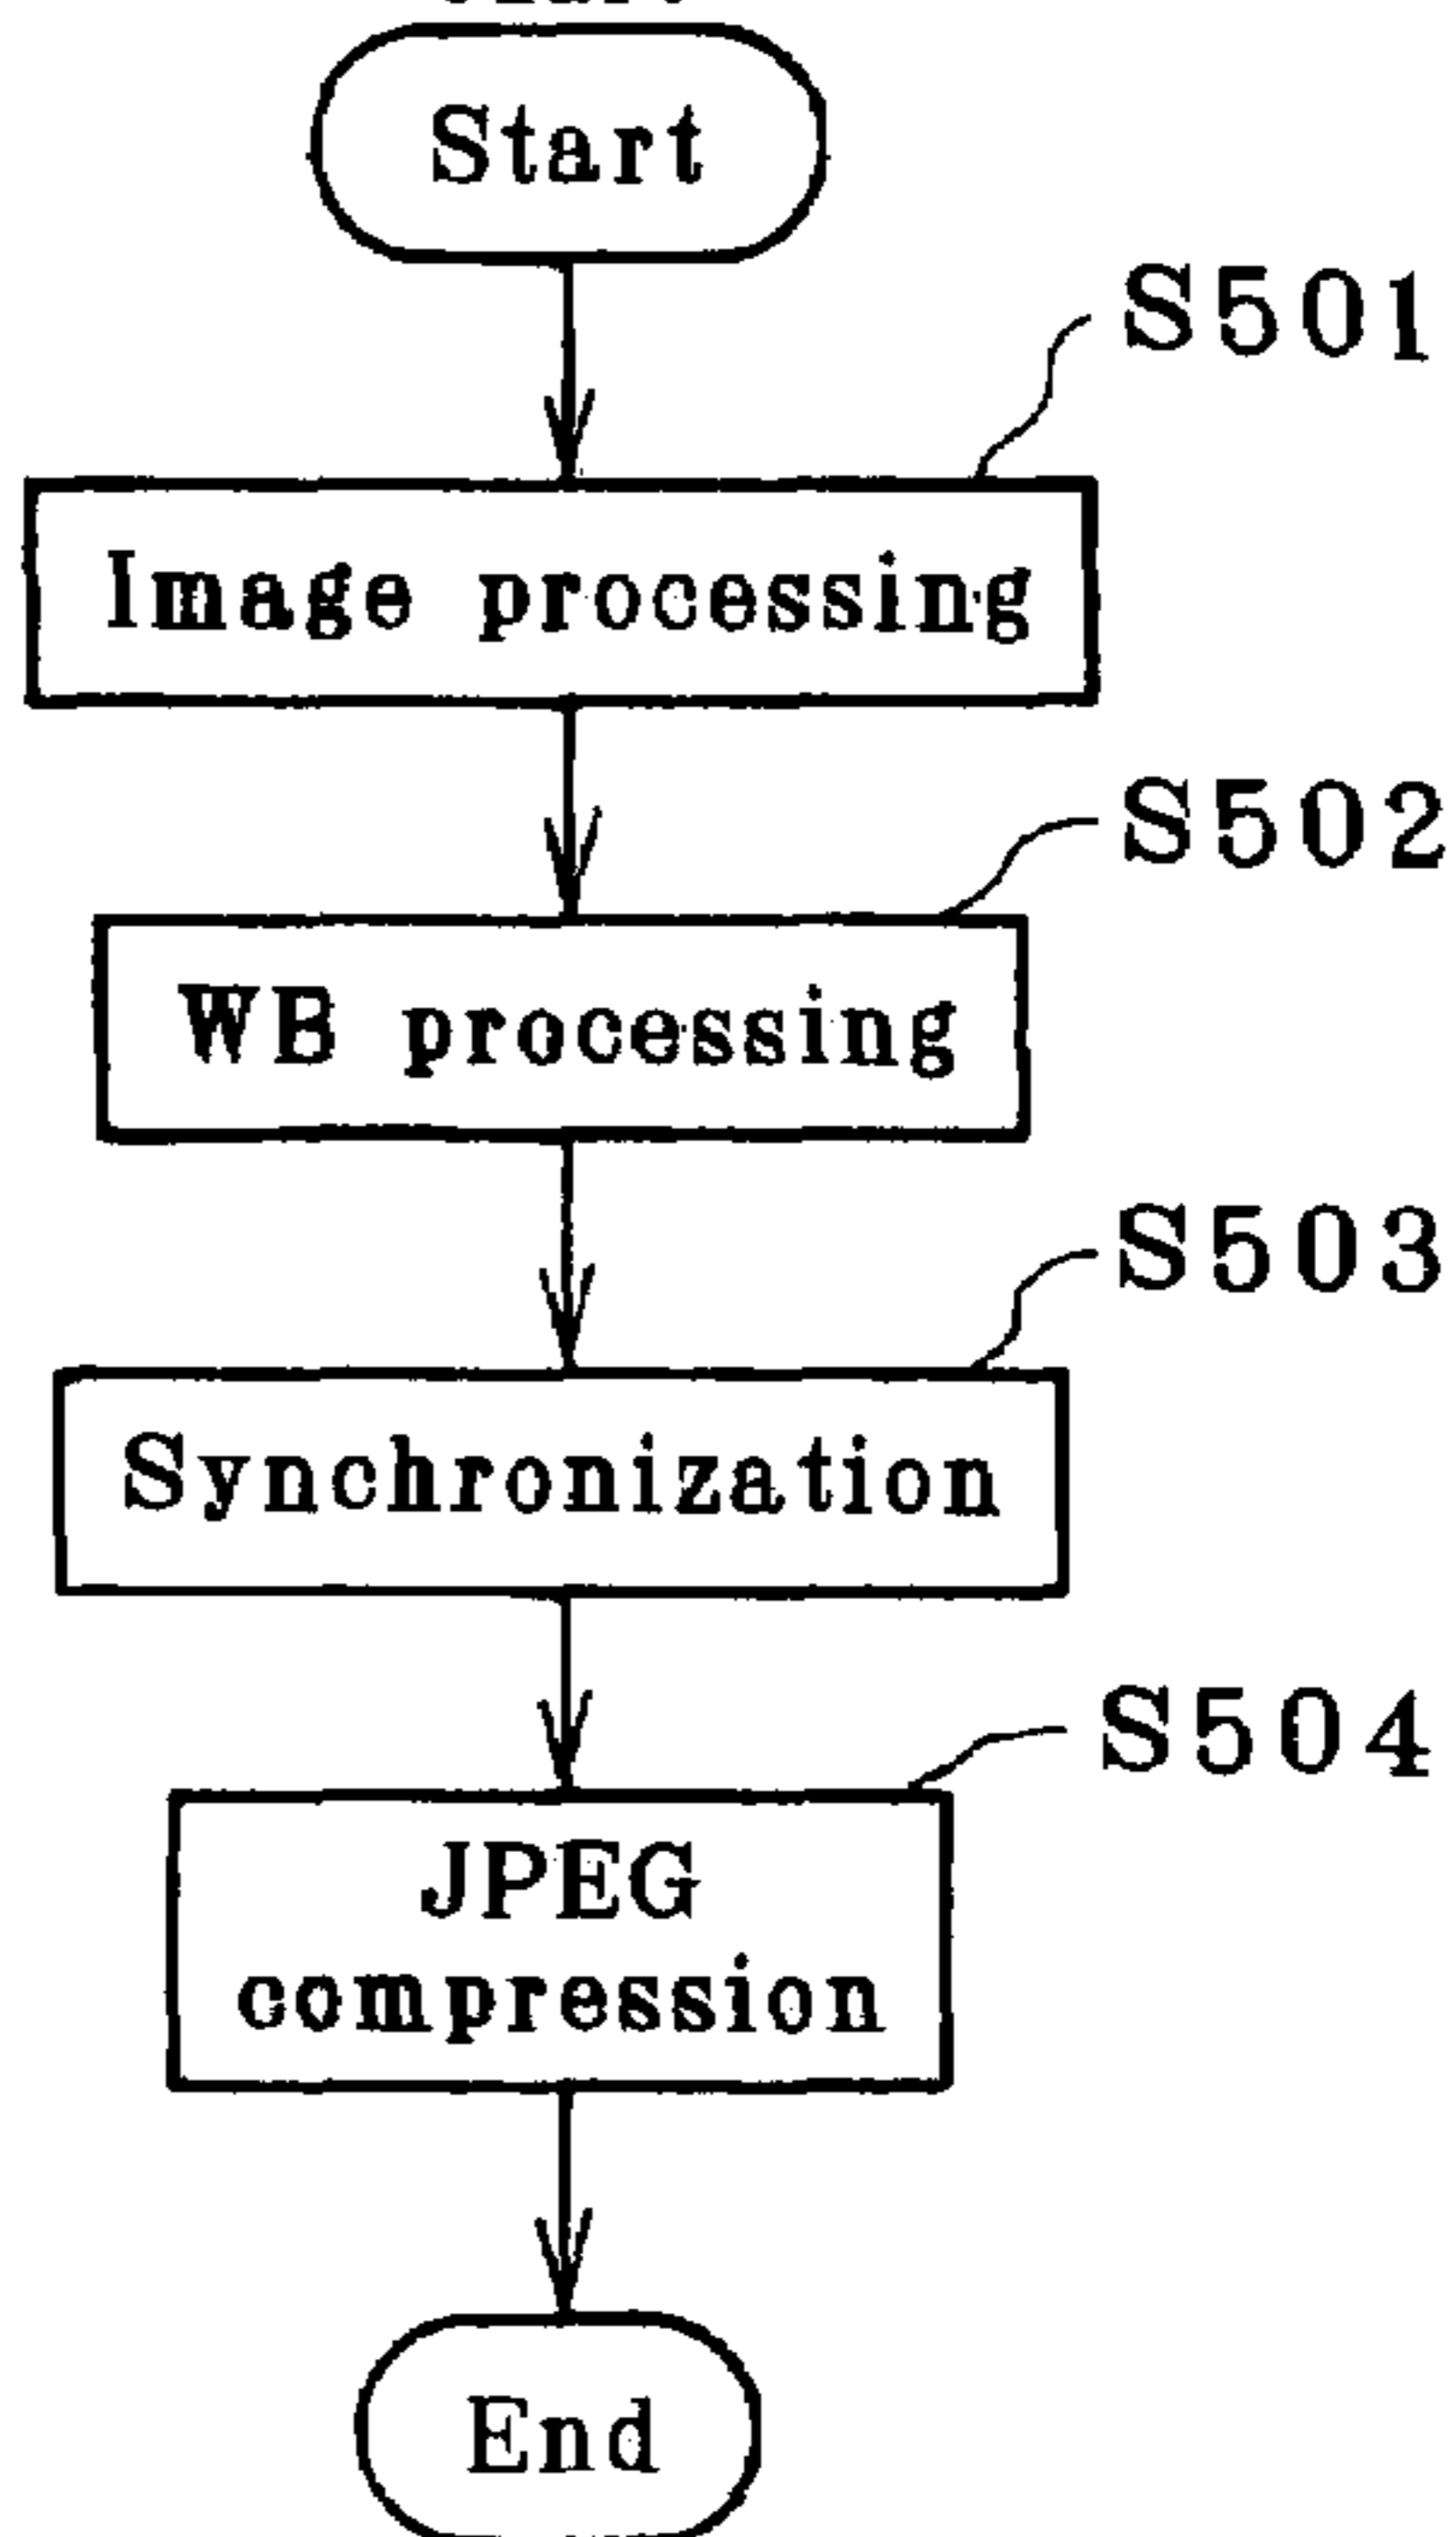 Start
S501
Image processing
S502
WB processing
S503
Synchronization
S504
JPEG
compression
End